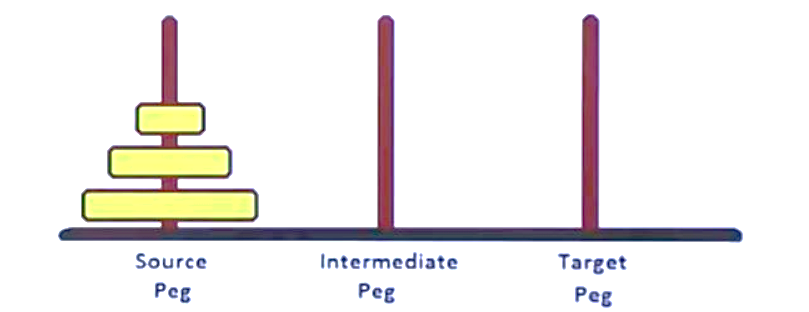 Source
Peg
Intermediate
Peg
Target
Peg